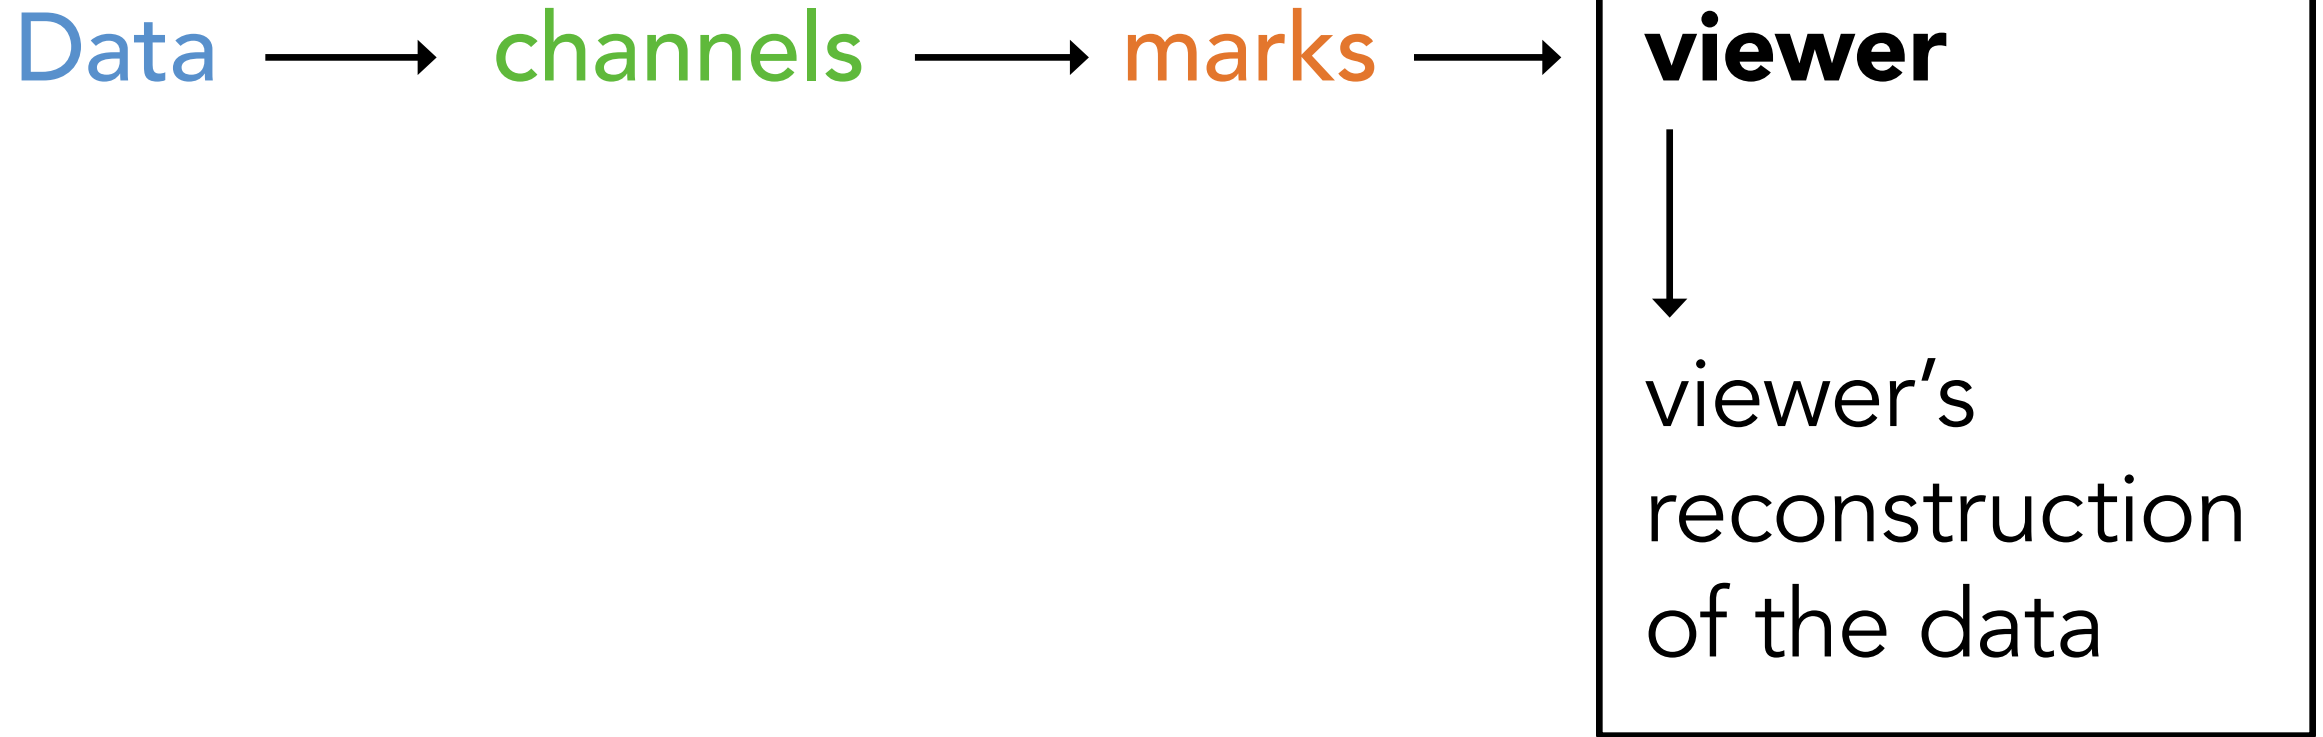 Data → channels → marks → viewer
viewer’s
reconstruction
of the data